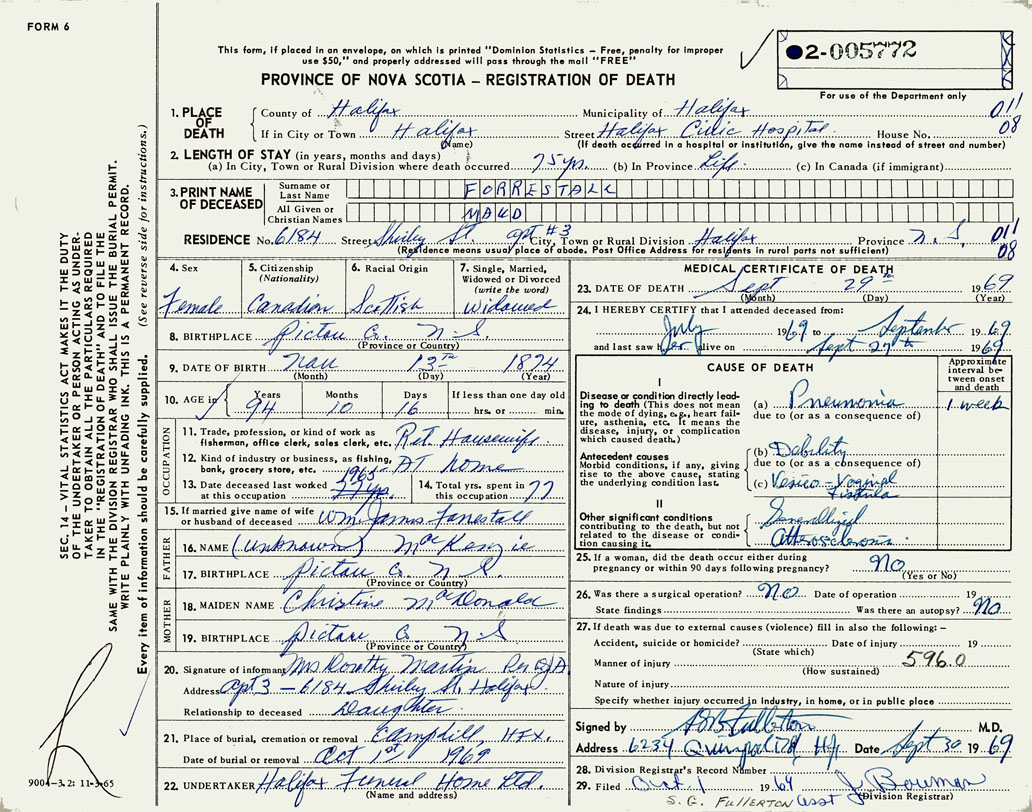 FORM 6
This form, if placed in an envelope, on which is printed "Dominion Statistics – Free, penalty for improper
use $50," and properly addressed will pass through the mail "FREE"
PROVINCE OF NOVA SCOTIA – REGISTRATION OF DEATH
02-005772
For use of the Department only
1. PLACE OF DEATH
County of Halifax Municipality of Halifax 011
If in City or Town Halifax Street Halifax Civic Hospital House No. 08
(Name) (If death occurred in a hospital or institution, give the name instead of street and number)
2. LENGTH OF STAY (in years, months and days)
(a) In City, Town or Rural Division where death occurred 75 yrs. (b) In Province Life (c) In Canada (if immigrant)
3. PRINT NAME OF DECEASED
Surname or Last Name FORRESTALL
All Given or Christian Names MAUD
RESIDENCE No. 6184 Street Shirley St. apt #3 City, Town or Rural Division Halifax Province N.S. 011
(Residence means usual place of abode. Post Office Address for residents in rural parts not sufficient) 08
4. Sex
Female
5. Citizenship (Nationality)
Canadian
6. Racial Origin
Scottish
7. Single, Married, Widowed or Divorced (write the word)
Widowed
8. BIRTHPLACE Pictou Co. N-S.
(Province or Country)
9. DATE OF BIRTH Nov 13th 1874
(Month) (Day) (Year)
10. AGE in Years 94 Months 10 Days 16 If less than one day old hrs. or min.
OCCUPATION
11. Trade, profession, or kind of work as fisherman, office clerk, sales clerk, etc. Ret. Housewife
12. Kind of industry or business, as fishing, bank, grocery store, etc. AT home
13. Date deceased last worked at this occupation 1965
14. Total yrs. spent in this occupation 77
15. If married give name of wife or husband of deceased Wm James Forrestall
FATHER
16. NAME (unknown) McKenzie
17. BIRTHPLACE Pictou Co. N.S.
(Province or Country)
MOTHER
18. MAIDEN NAME Christine McDonald
19. BIRTHPLACE Pictou Co. N-S
(Province or Country)
20. Signature of informant Mrs Dorothy Martin Per
Address apt 3 – 6184 Shirley St. Halifax
Relationship to deceased Daughter
21. Place of burial, cremation or removal Camphill, HFX.
Date of burial or removal Oct 1st 1969
22. UNDERTAKER Halifax Funeral Home Ltd.
(Name and address)
MEDICAL CERTIFICATE OF DEATH
23. DATE OF DEATH Sept 29th 1969
(Month) (Day) (Year)
24. I HEREBY CERTIFY that I attended deceased from:
July 1969 to September 1969
and last saw her alive on Sept 27th 1969
CAUSE OF DEATH
Approximate interval between onset and death
I
Disease or condition directly leading to death (This does not mean the mode of dying, e.g., heart failure, asthenia, etc. It means the disease, injury, or complication which caused death.)
(a) Pneumonia 1 week
due to (or as a consequence of)
Antecedent causes
Morbid conditions, if any, giving rise to the above cause, stating the underlying condition last.
(b) Debility
due to (or as a consequence of)
(c) Vesico-Vaginal Fistula
II
Other significant conditions contributing to the death, but not related to the disease or condition causing it.
Generalized Atherosclerosis
25. If a woman, did the death occur either during pregnancy or within 90 days following pregnancy? No
(Yes or No)
26. Was there a surgical operation? No Date of operation 19
State findings Was there an autopsy? No
27. If death was due to external causes (violence) fill in also the following:–
Accident, suicide or homicide? Date of injury 19
(State which)
Manner of injury 596.0
(How sustained)
Nature of injury
Specify whether injury occurred in industry, in home, or in public place
Signed by Fullerton M.D.
Address 6234 Quinpool Rd, Hfx Date Sept 30 1969
28. Division Registrar's Record Number
29. Filed Oct. 1 1969 J. Bowman
S. G. FULLERTON asst (Division Registrar)
SEC. 14 – VITAL STATISTICS ACT MAKES IT THE DUTY
OF THE UNDERTAKER OR PERSON ACTING AS UNDER-
TAKER TO OBTAIN ALL THE PARTICULARS REQUIRED
IN THE "REGISTRATION OF DEATH" AND TO FILE THE
SAME WITH THE DIVISION REGISTRAR WHO SHALL ISSUE THE BURIAL PERMIT.
WRITE PLAINLY WITH UNFADING INK. THIS IS A PERMANENT RECORD.
Every item of information should be carefully supplied. (See reverse side for instructions.)
9004-3.2: 11-3-65